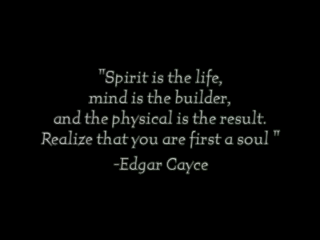 "Spirit is the life,
mind is the builder,
and the physical is the result.
Realize that you are first a soul "
-Edgar Cayce